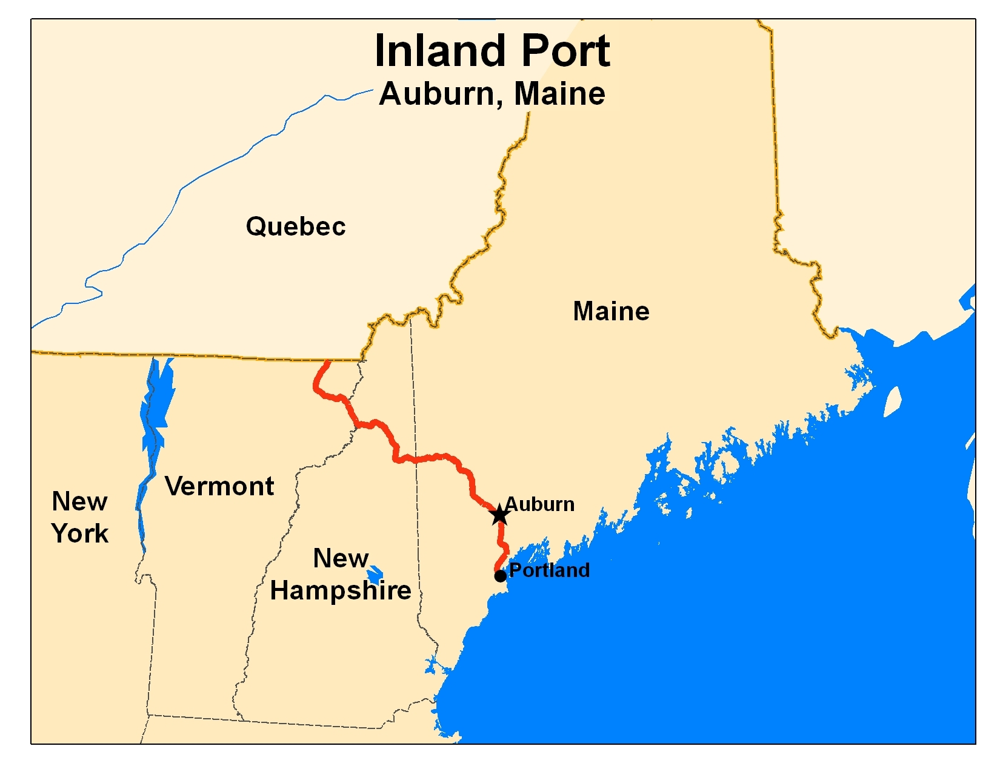 Inland Port
Auburn, Maine
Quebec
Maine
Vermont
New
York
Auburn
New
Hampshire
Portland